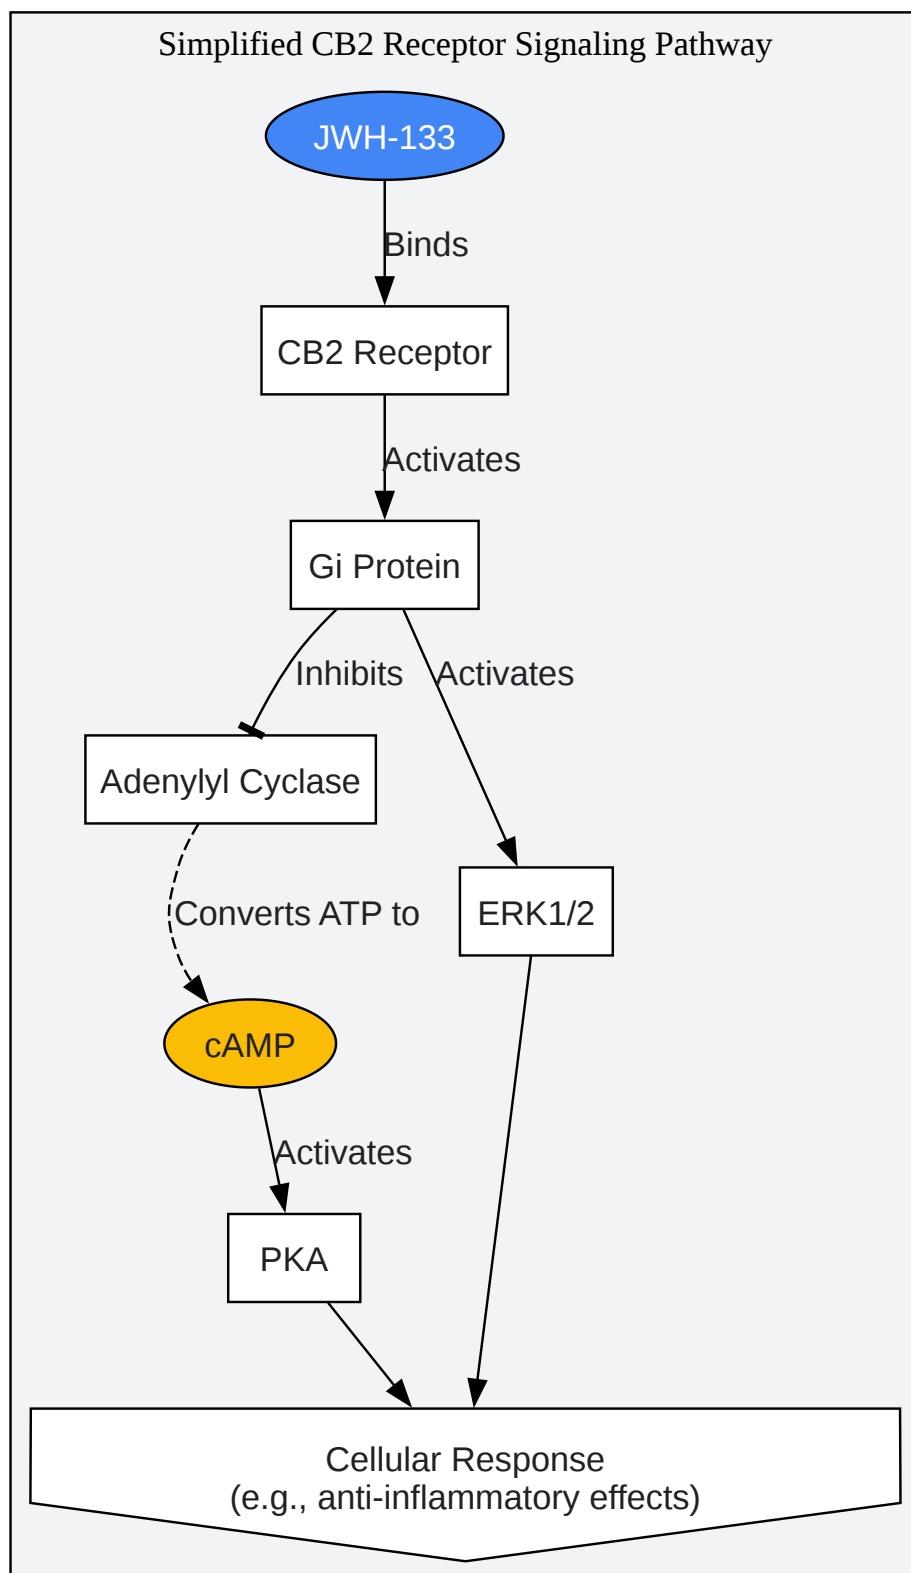 Simplified CB2 Receptor Signaling Pathway
JWH-133
Binds
CB2 Receptor
Activates
Gi Protein
Inhibits
Activates
Adenylyl Cyclase
ERK1/2
Converts ATP to
cAMP
Activates
PKA
Cellular Response
(e.g., anti-inflammatory effects)